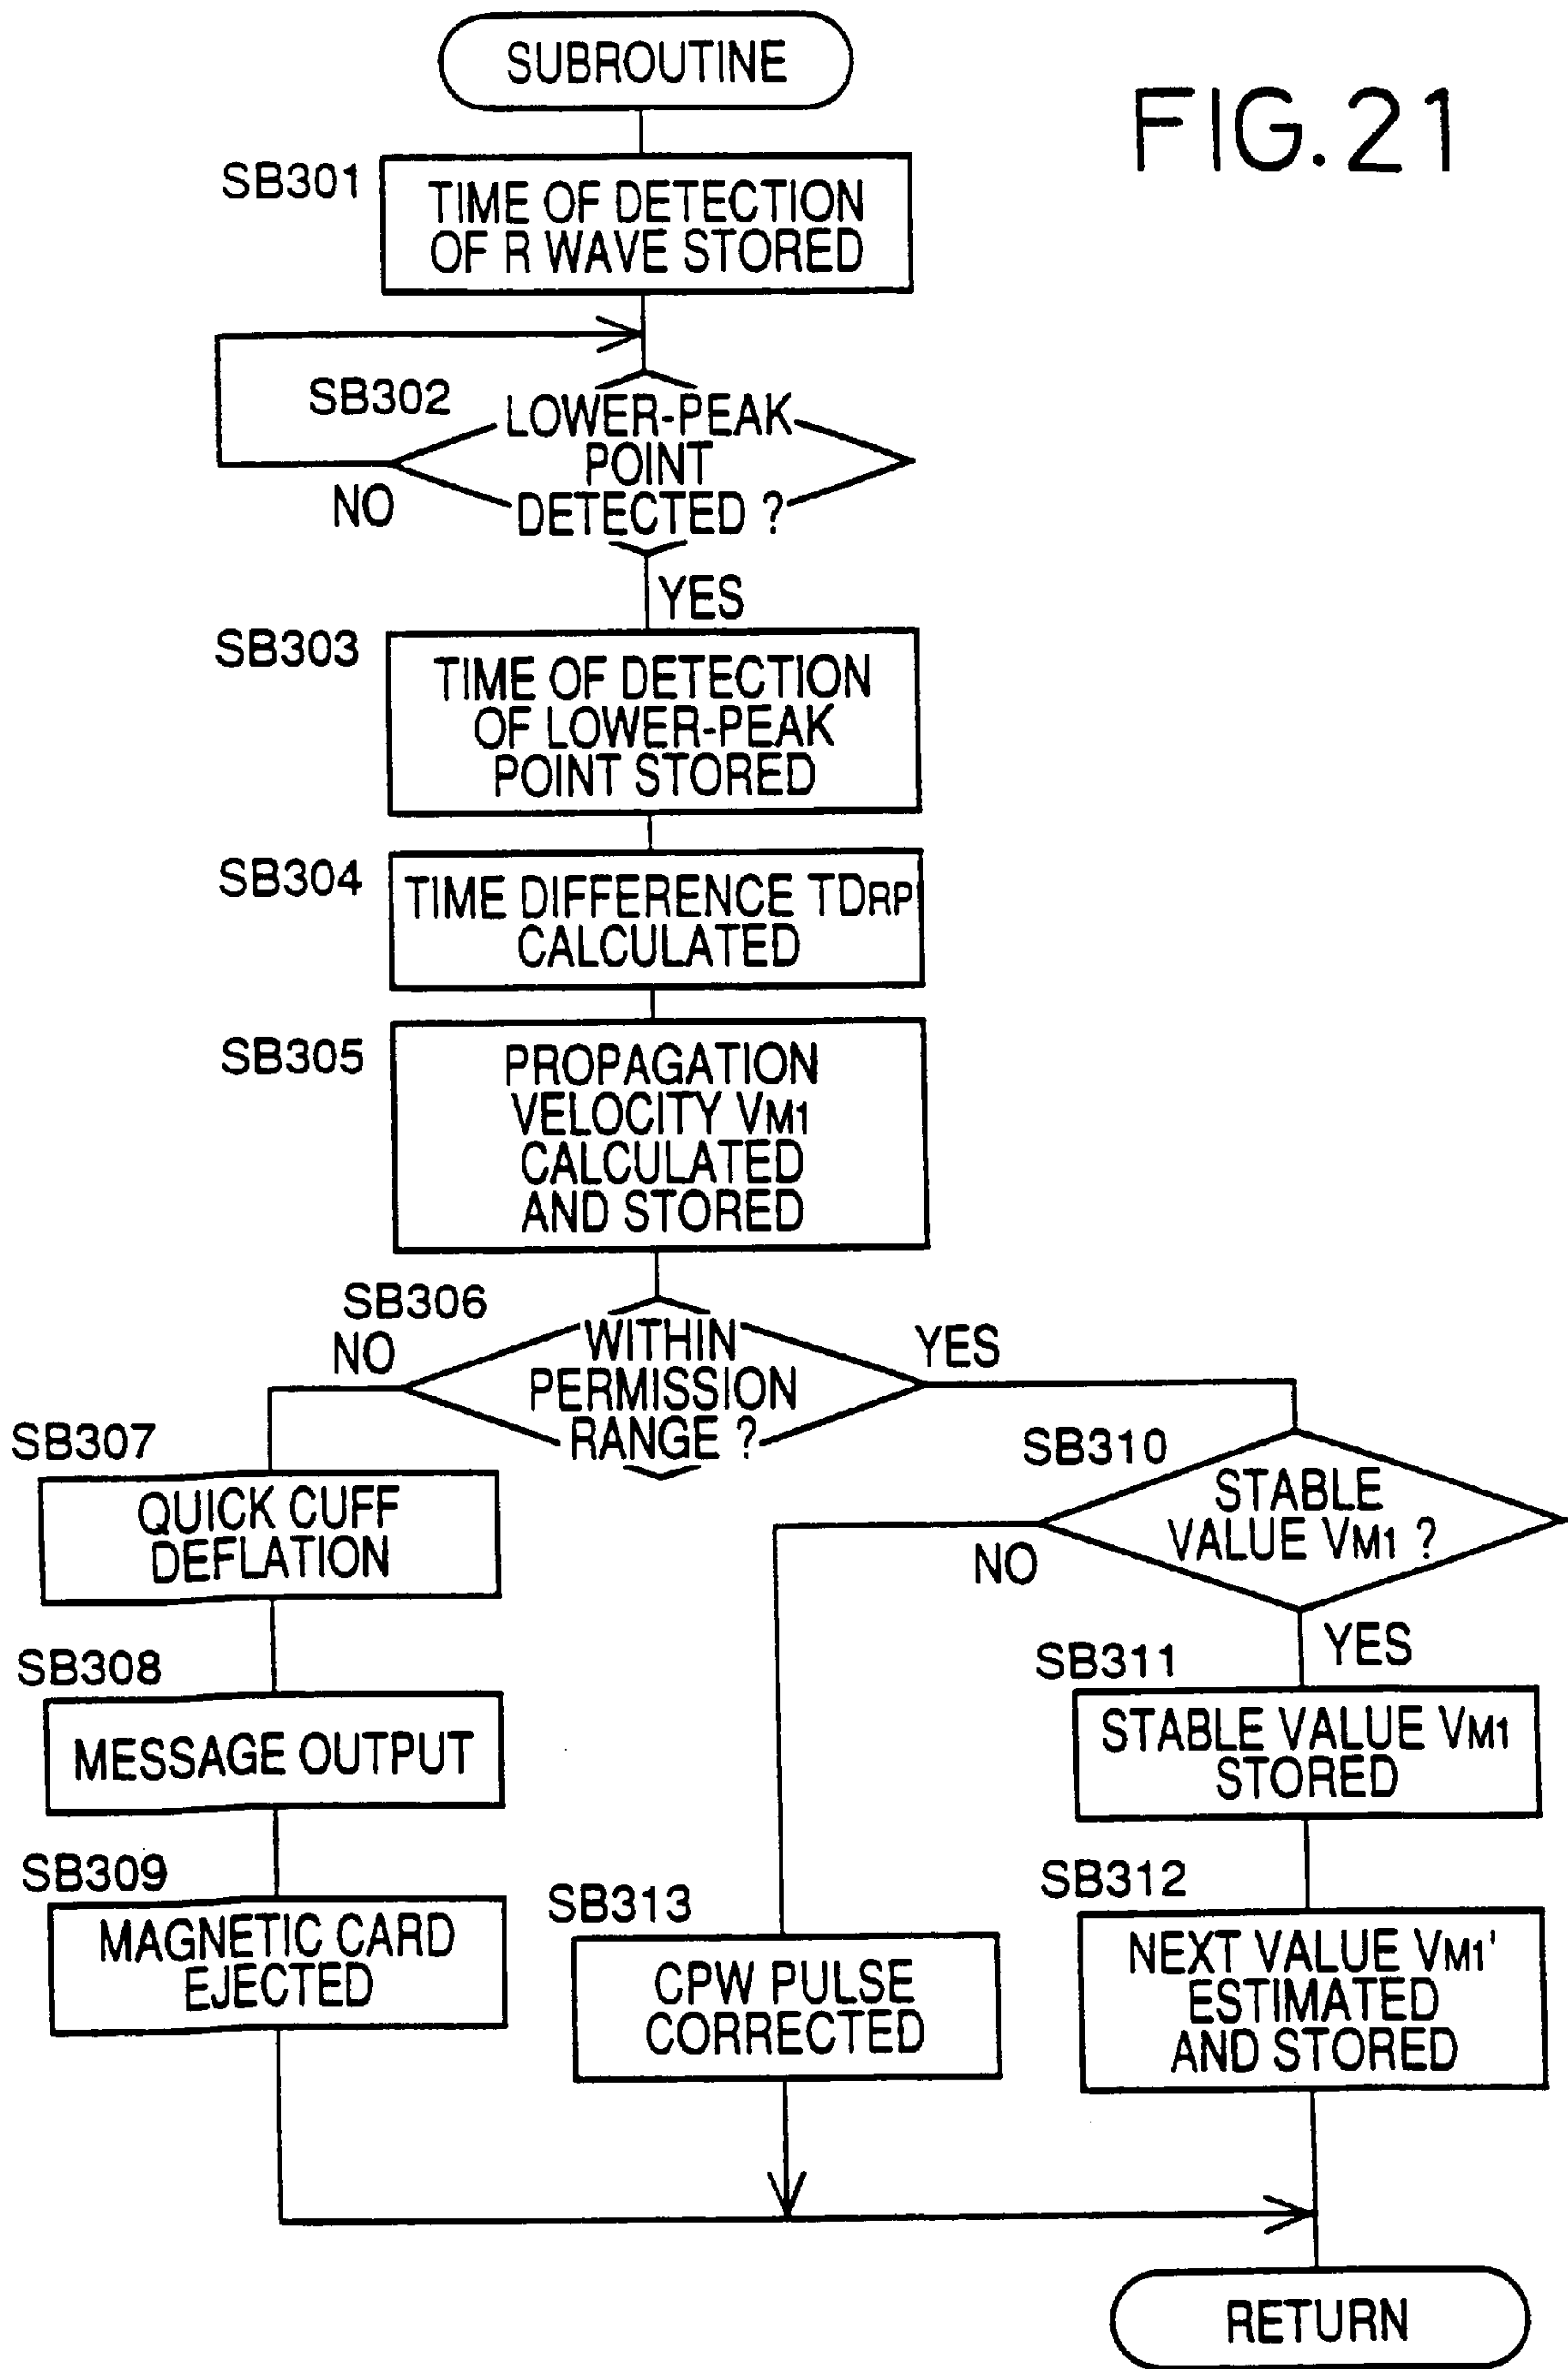 SUBROUTINE
FIG.21
SB301
TIME OF DETECTION
OF R WAVE STORED
SB302
LOWER-PEAK
POINT
DETECTED ?
NO
YES
SB303
TIME OF DETECTION
OF LOWER-PEAK
POINT STORED
SB304
TIME DIFFERENCE TDRP
CALCULATED
SB305
PROPAGATION
VELOCITY VM1
CALCULATED
AND STORED
SB306
NO
WITHIN
PERMISSION
RANGE ?
YES
SB307
QUICK CUFF
DEFLATION
SB310
STABLE
VALUE VM1 ?
NO
YES
SB308
MESSAGE OUTPUT
SB311
STABLE VALUE VM1
STORED
SB309
MAGNETIC CARD
EJECTED
SB313
CPW PULSE
CORRECTED
SB312
NEXT VALUE VM1'
ESTIMATED
AND STORED
RETURN